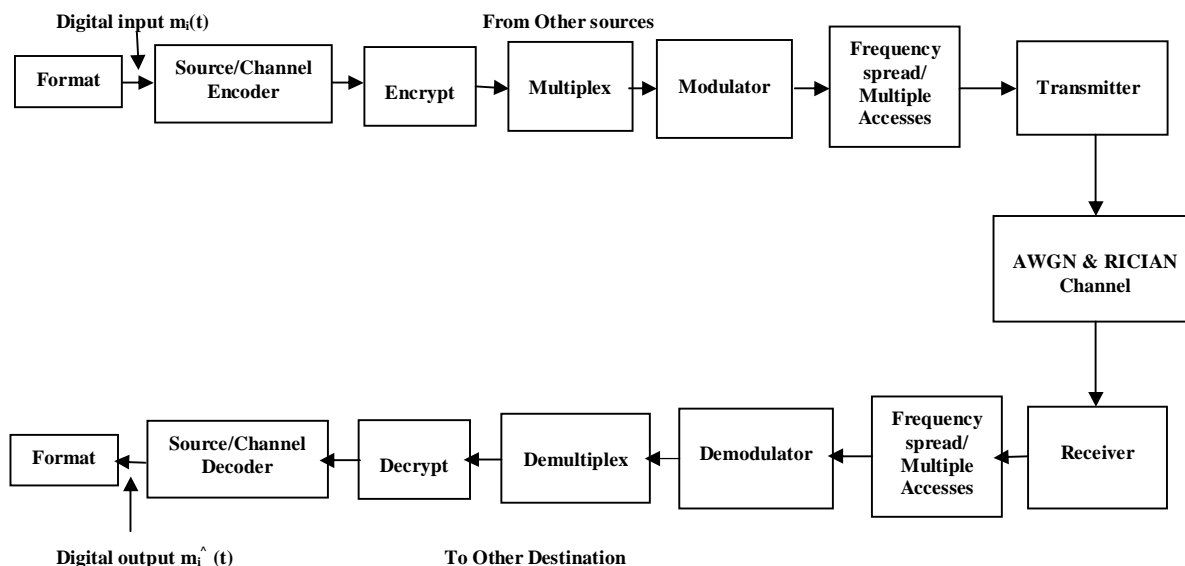 Digital input mᵢ(t)
From Other sources
Format
Source/Channel
Encoder
Encrypt
Multiplex
Modulator
Frequency
spread/
Multiple
Accesses
Transmitter
AWGN & RICIAN
Channel
Format
Source/Channel
Decoder
Decrypt
Demultiplex
Demodulator
Frequency
spread/
Multiple
Accesses
Receiver
Digital output mᵢ^ (t)
To Other Destination